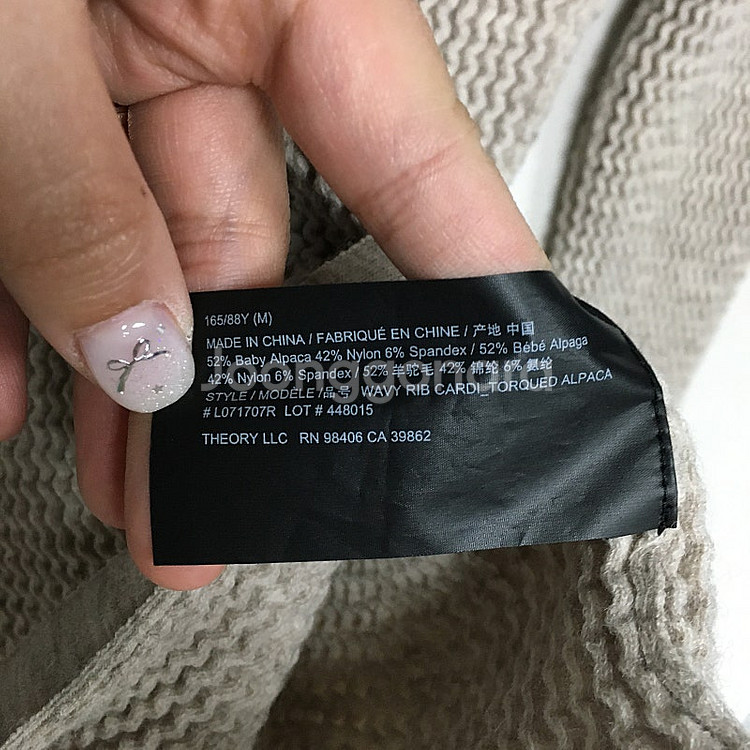 165/88Y (M)
MADE IN CHINA / FABRIQUÉ EN CHINE / 产地 中国
52% Baby Alpaca 42% Nylon 6% Spandex / 52% Bébé Alpaga
42% Nylon 6% Spandex / 52% 羊驼毛 42% 锦纶 6% 氨纶
STYLE / MODÈLE /品号 WAVY RIB CARDI_TORQUED ALPACA
# L071707R LOT # 448015
THEORY LLC RN 98406 CA 39862